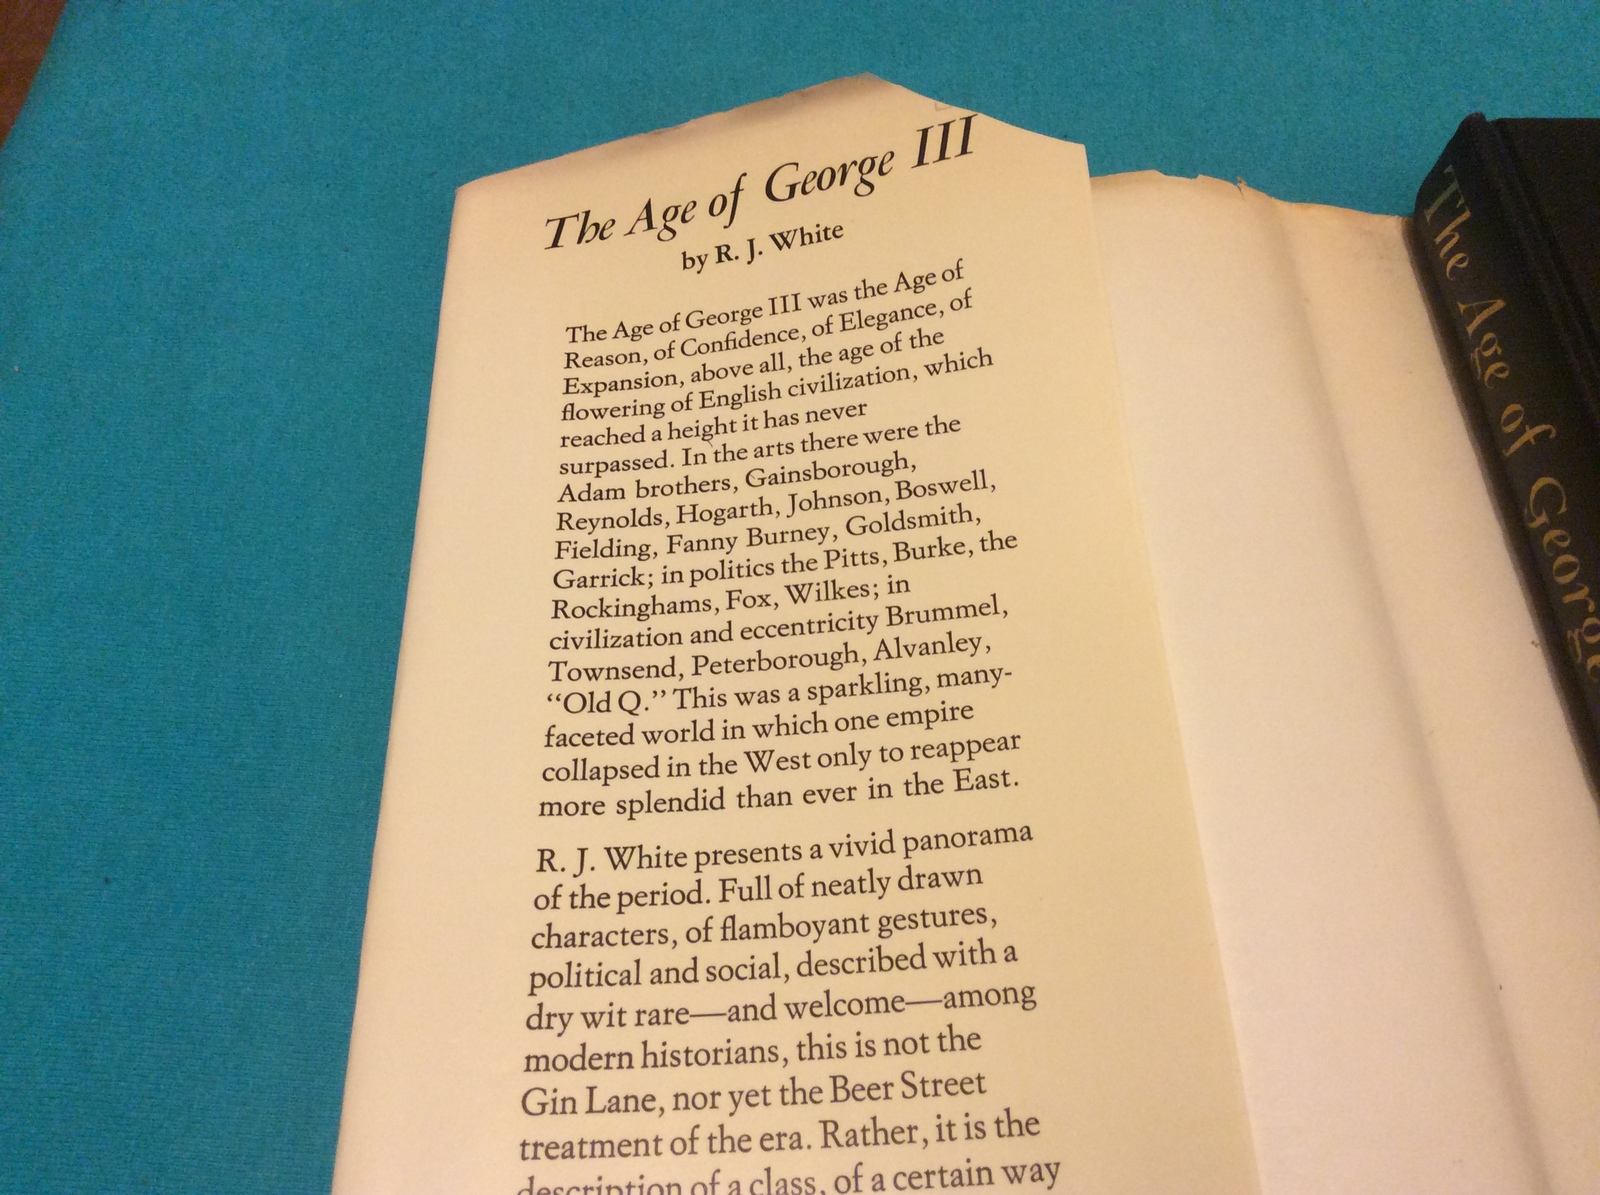 The Age of George III
by R. J. White
The Age of George III was the Age of
Reason, of Confidence, of Elegance, of
Expansion, above all, the age of the
flowering of English civilization, which
reached a height it has never
surpassed. In the arts there were the
Adam brothers, Gainsborough,
Reynolds, Hogarth, Johnson, Boswell,
Fielding, Fanny Burney, Goldsmith,
Garrick; in politics the Pitts, Burke, the
Rockinghams, Fox, Wilkes; in
civilization and eccentricity Brummel,
Townsend, Peterborough, Alvanley,
“Old Q.” This was a sparkling, many-
faceted world in which one empire
collapsed in the West only to reappear
more splendid than ever in the East.
R. J. White presents a vivid panorama
of the period. Full of neatly drawn
characters, of flamboyant gestures,
political and social, described with a
dry wit rare—and welcome—among
modern historians, this is not the
Gin Lane, nor yet the Beer Street
treatment of the era. Rather, it is the
description of a class, of a certain way
The Age of George